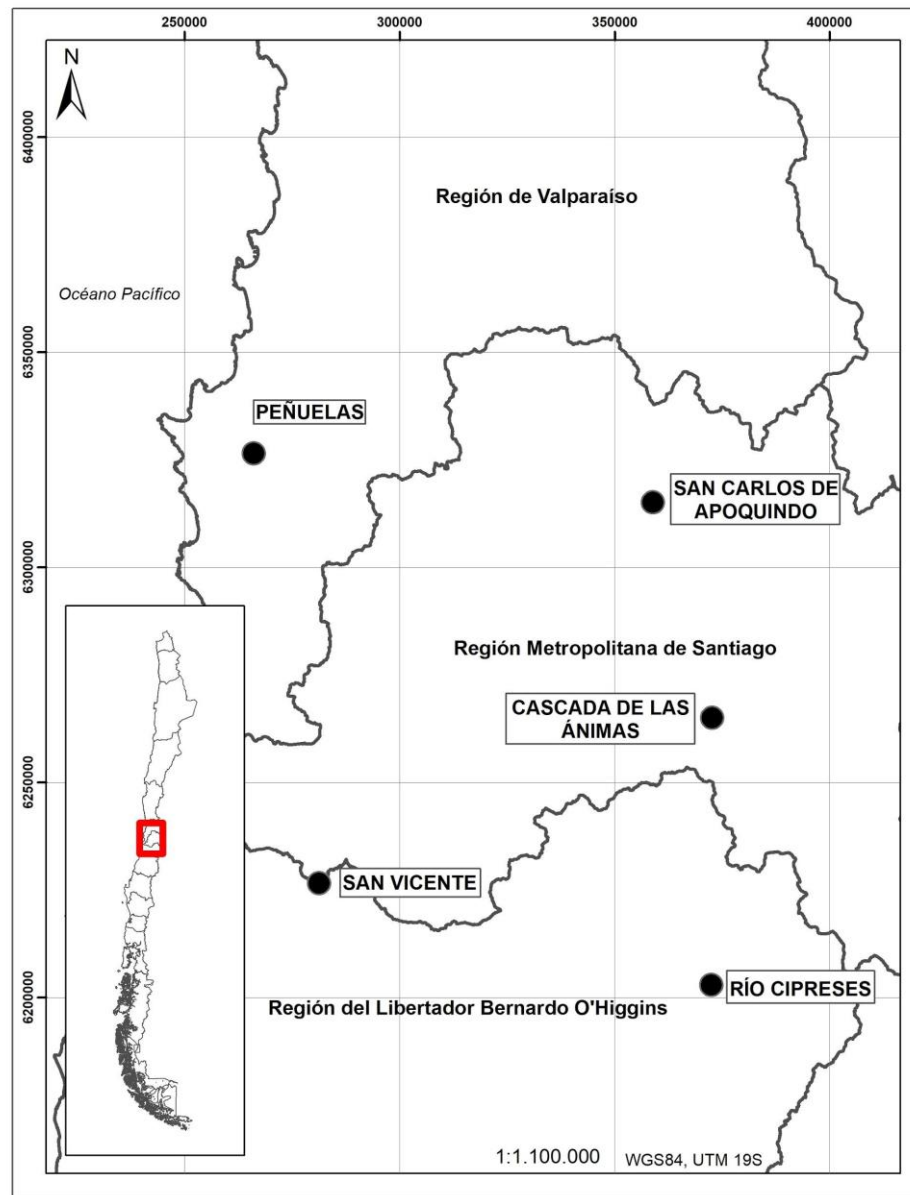 250000
300000
350000
400000
N
6400000
Región de Valparaíso
Océano Pacífico
6350000
PEÑUELAS
SAN CARLOS DE
APOQUINDO
6300000
Región Metropolitana de Santiago
CASCADA DE LAS
ÁNIMAS
6250000
SAN VICENTE
RÍO CIPRESES
6200000
Región del Libertador Bernardo O'Higgins
1:1.100.000
WGS84, UTM 19S